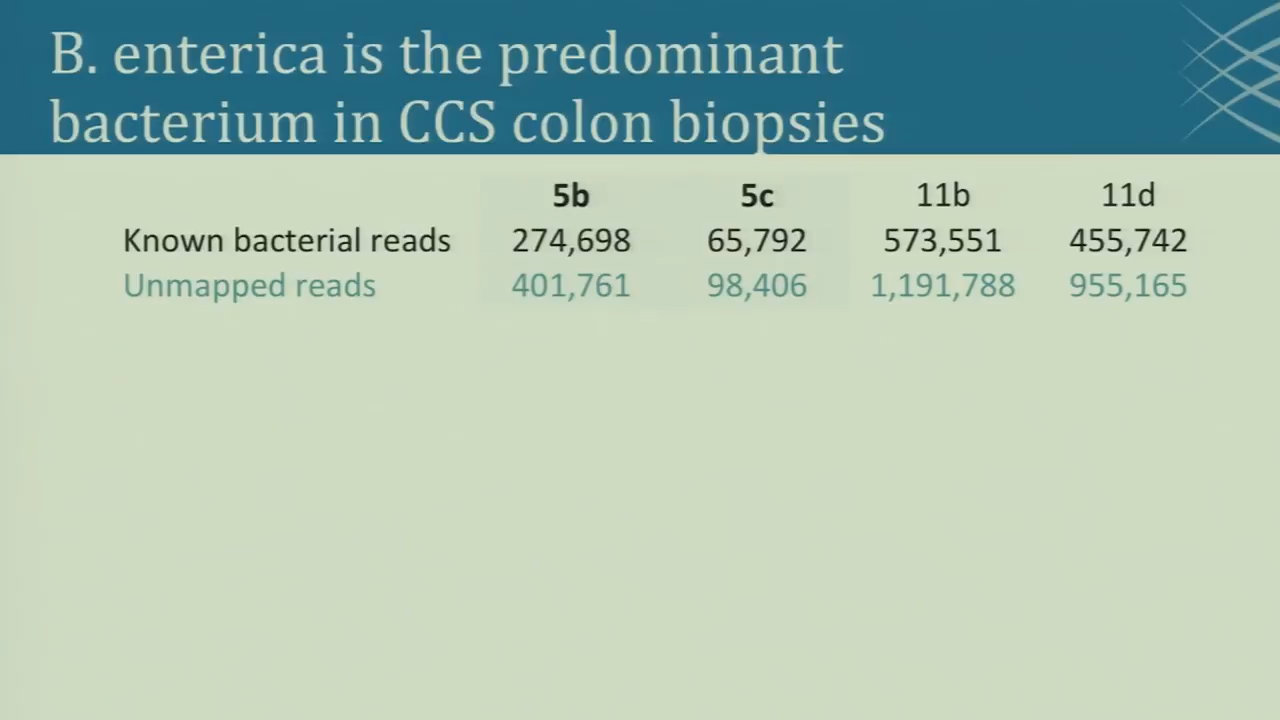 B. enterica is the predominant
bacterium in CCS colon biopsies
5b 5c 11b 11d
Known bacterial reads 274,698 65,792 573,551 455,742
Unmapped reads 401,761 98,406 1,191,788 955,165